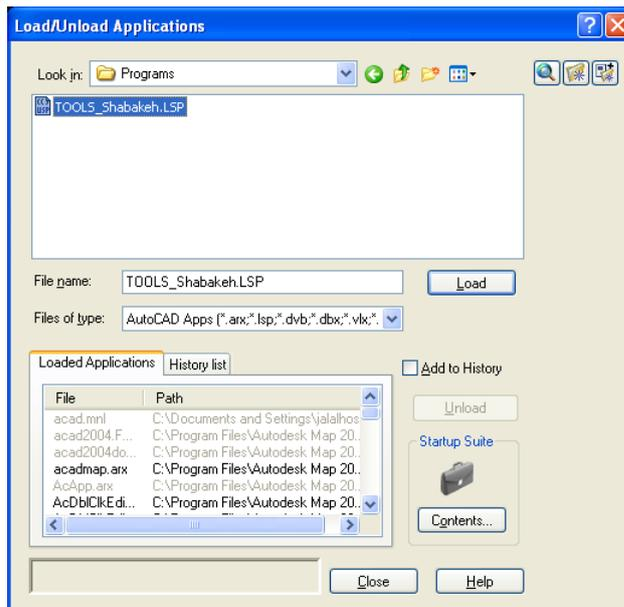 Load/Unload Applications
Look in: Programs
TOOLS_Shabakeh.LSP
File name: TOOLS_Shabakeh.LSP Load
Files of type: AutoCAD Apps (*.arx;*.lsp;*.dvb;*.dbx;*.vlx;*.
Loaded Applications History list
Add to History
File Path
acad.mnl C:\Documents and Settings\jalalhos
Unload
acad2004.F... C:\Program Files\Autodesk Map 20..
acad2004do... C:\Program Files\Autodesk Map 20..
Startup Suite
acadmap.arx C:\Program Files\Autodesk Map 20..
AcApp.arx C:\Program Files\Autodesk Map 20..
AcDblClkEdi... C:\Program Files\Autodesk Map 20..
Contents...
Close Help